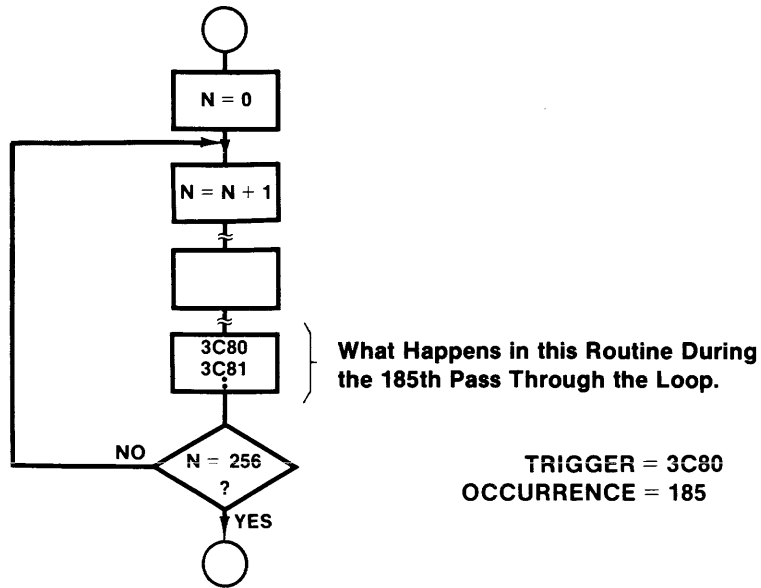 N = 0
N = N + 1
3C80
3C81
What Happens in this Routine During
the 185th Pass Through the Loop.
NO
N = 256
?
YES
TRIGGER = 3C80
OCCURRENCE = 185